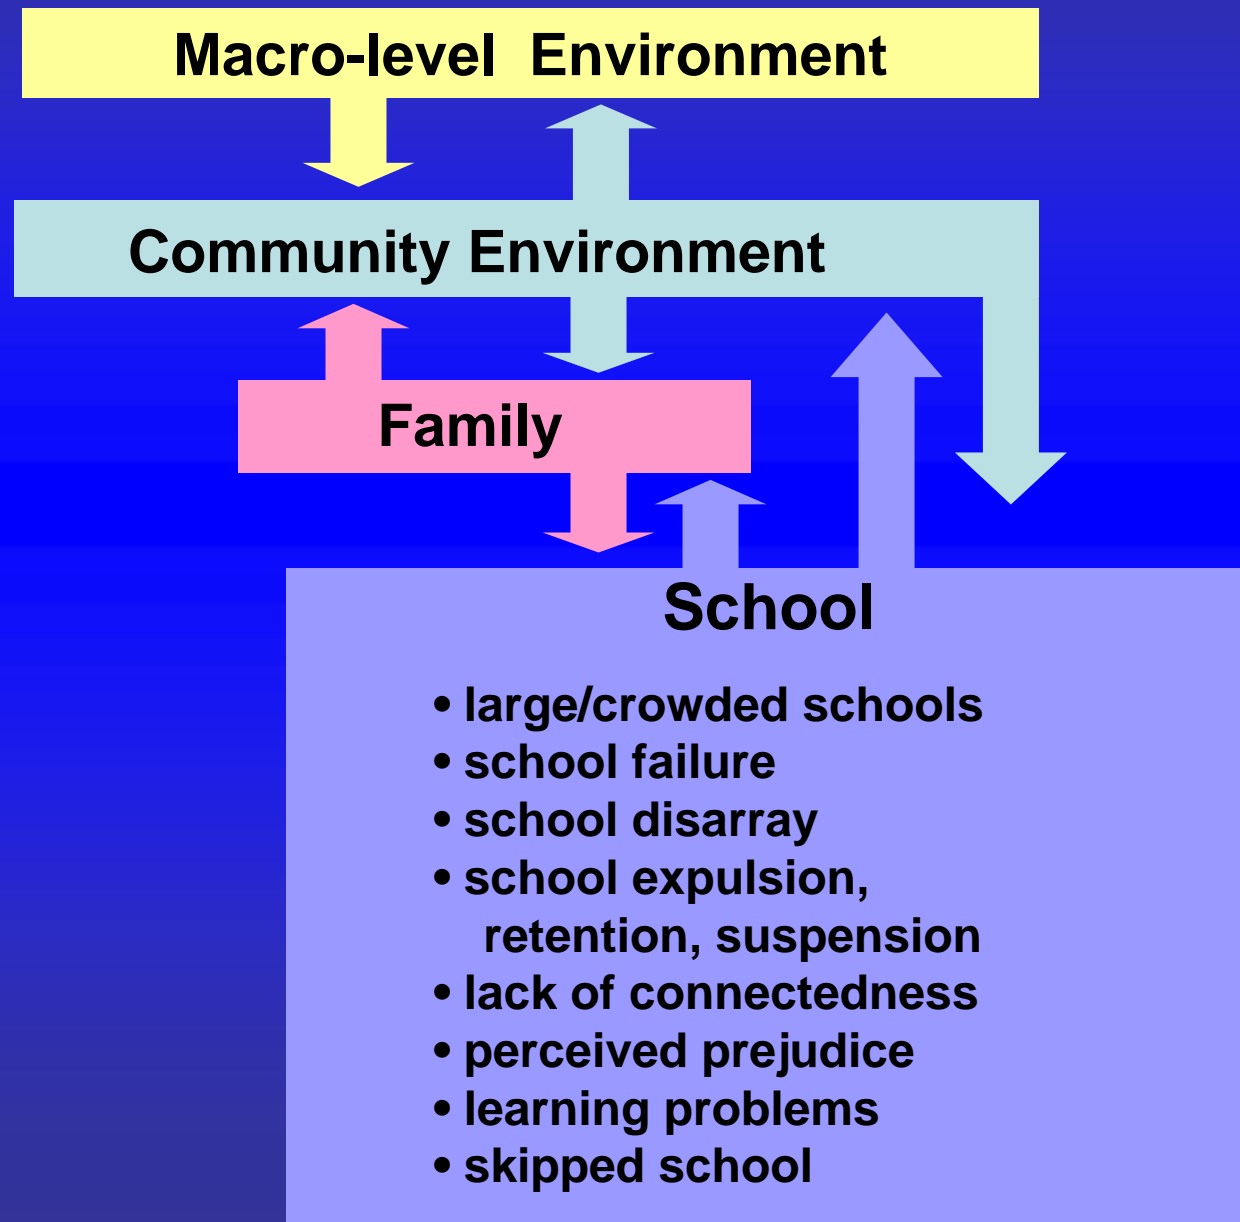 Macro-level Environment
Community Environment
Family
School
• large/crowded schools
• school failure
• school disarray
• school expulsion,
retention, suspension
• lack of connectedness
• perceived prejudice
• learning problems
• skipped school